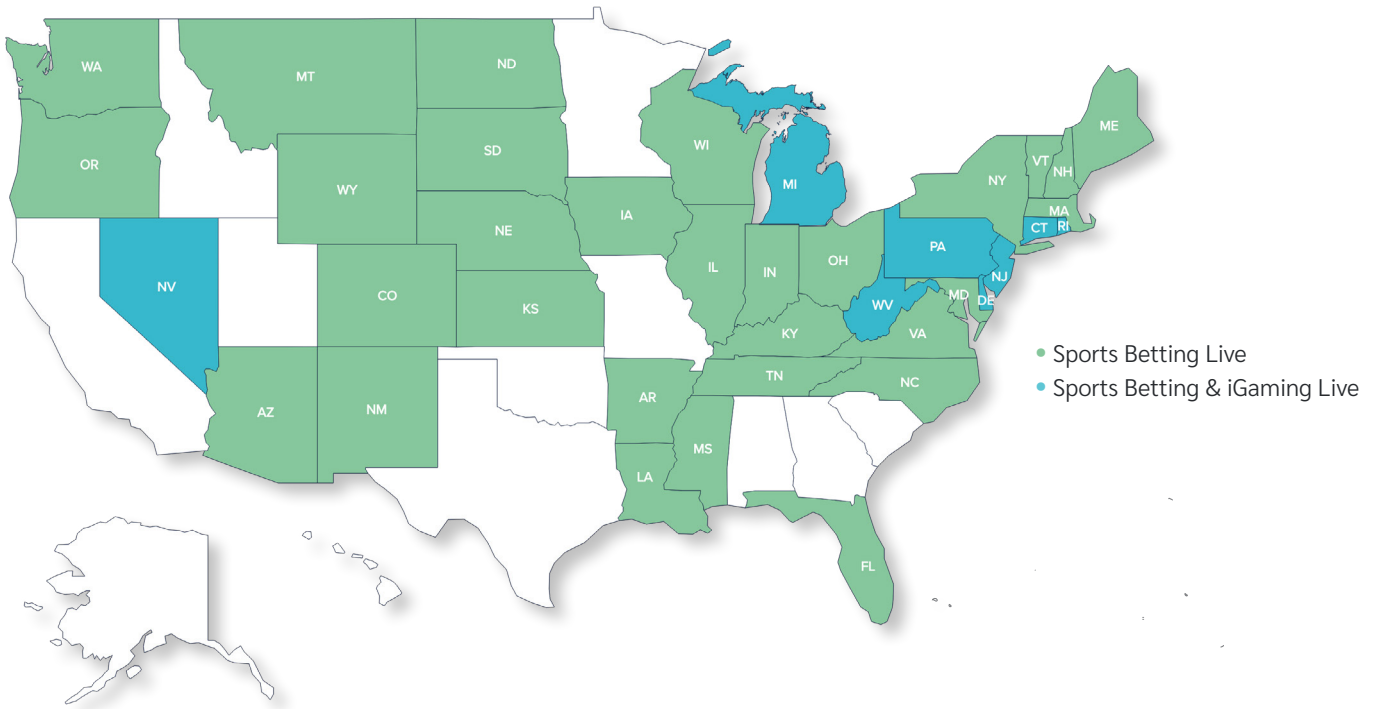 WA
MT
ND
ME
OR
SD
WI
VT
NH
WY
MI
NY
IA
MA
NE
CT
RI
PA
OH
IL
IN
NJ
NV
CO
MD
DE
WV
KS
KY
VA
Sports Betting Live
TN
NC
Sports Betting & iGaming Live
AZ
NM
AR
MS
LA
FL